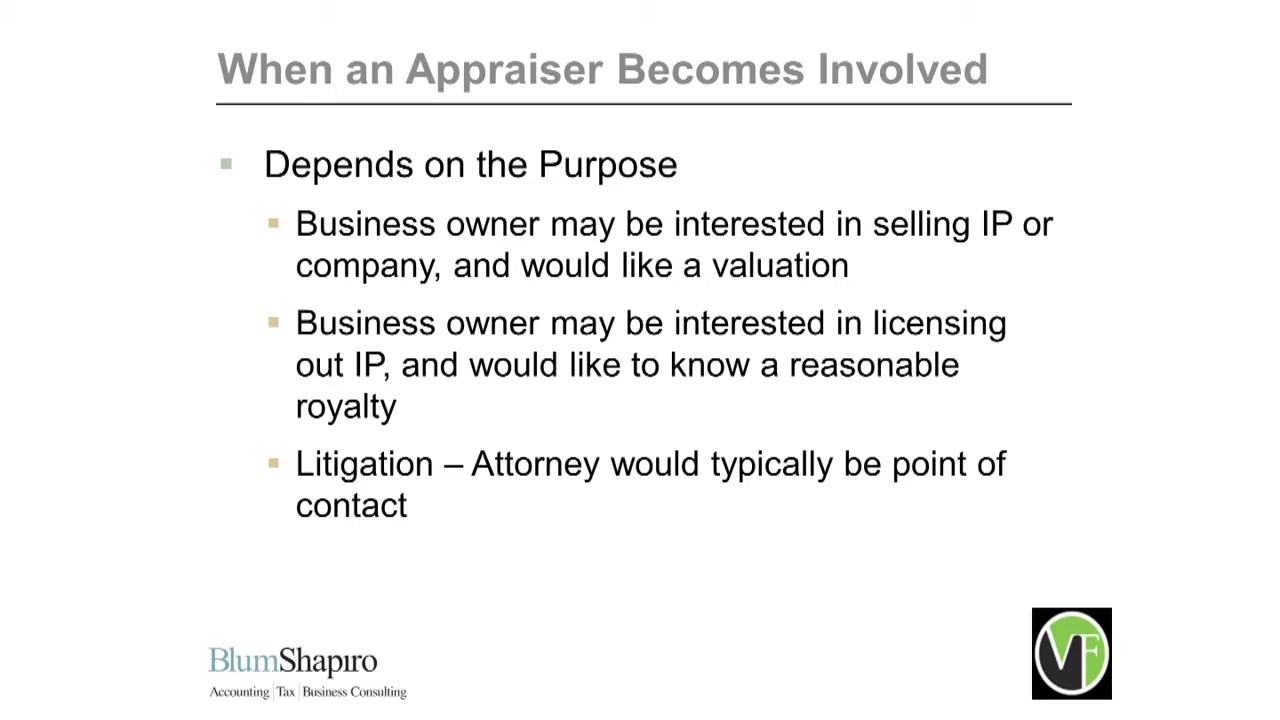 When an Appraiser Becomes Involved
Depends on the Purpose
Business owner may be interested in selling IP or
company, and would like a valuation
Business owner may be interested in licensing
out IP, and would like to know a reasonable
royalty
Litigation – Attorney would typically be point of
contact
BlumShapiro
Accounting | Tax | Business Consulting
VF